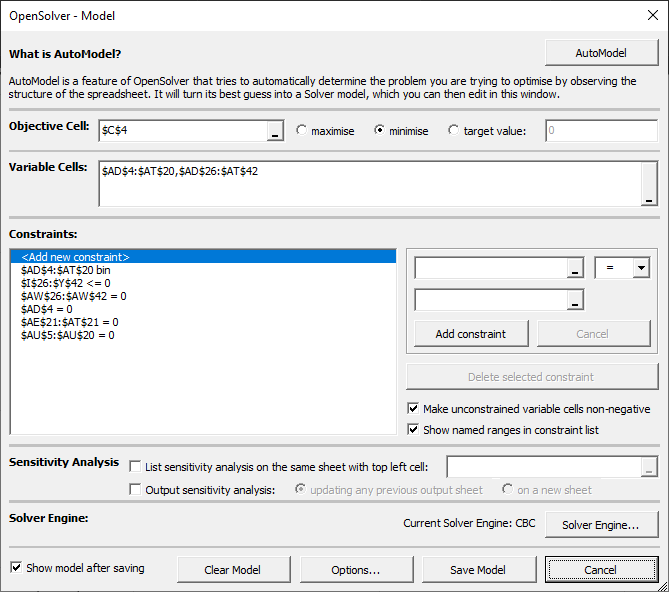 OpenSolver - Model
What is AutoModel?
AutoModel
AutoModel is a feature of OpenSolver that tries to automatically determine the problem you are trying to optimise by observing the
structure of the spreadsheet. It will turn its best guess into a Solver model, which you can then edit in this window.
Objective Cell: $C$4 _ maximise minimise target value: 0
Variable Cells: $AD$4:$AT$20,$AD$26:$AT$42
_
Constraints:
<Add new constraint>
$AD$4:$AT$20 bin
$I$26:$Y$42 <= 0
$AW$26:$AW$42 = 0
$AD$4 = 0
$AE$21:$AT$21 = 0
$AU$5:$AU$20 = 0
_ =
_
Add constraint Cancel
Delete selected constraint
Make unconstrained variable cells non-negative
Show named ranges in constraint list
Sensitivity Analysis List sensitivity analysis on the same sheet with top left cell: _
Output sensitivity analysis: updating any previous output sheet on a new sheet
Solver Engine:
Current Solver Engine: CBC Solver Engine...
Show model after saving Clear Model Options... Save Model Cancel